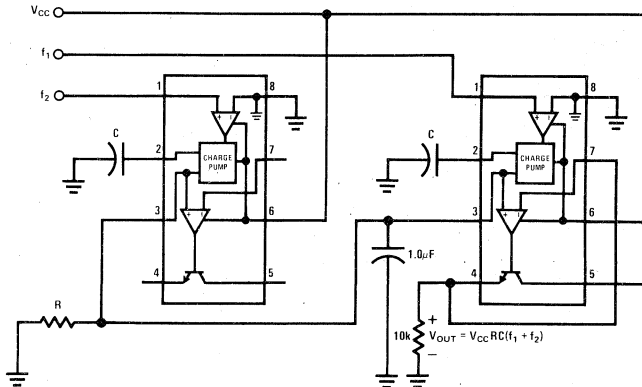 VCC
f1
f2
1
8
C
2
CHARGE
PUMP
7
3
6
4
5
R
1
8
C
2
CHARGE
PUMP
7
3
6
1.0µF
4
5
10k
+
VOUT = VCC RC(f1 + f2)
−